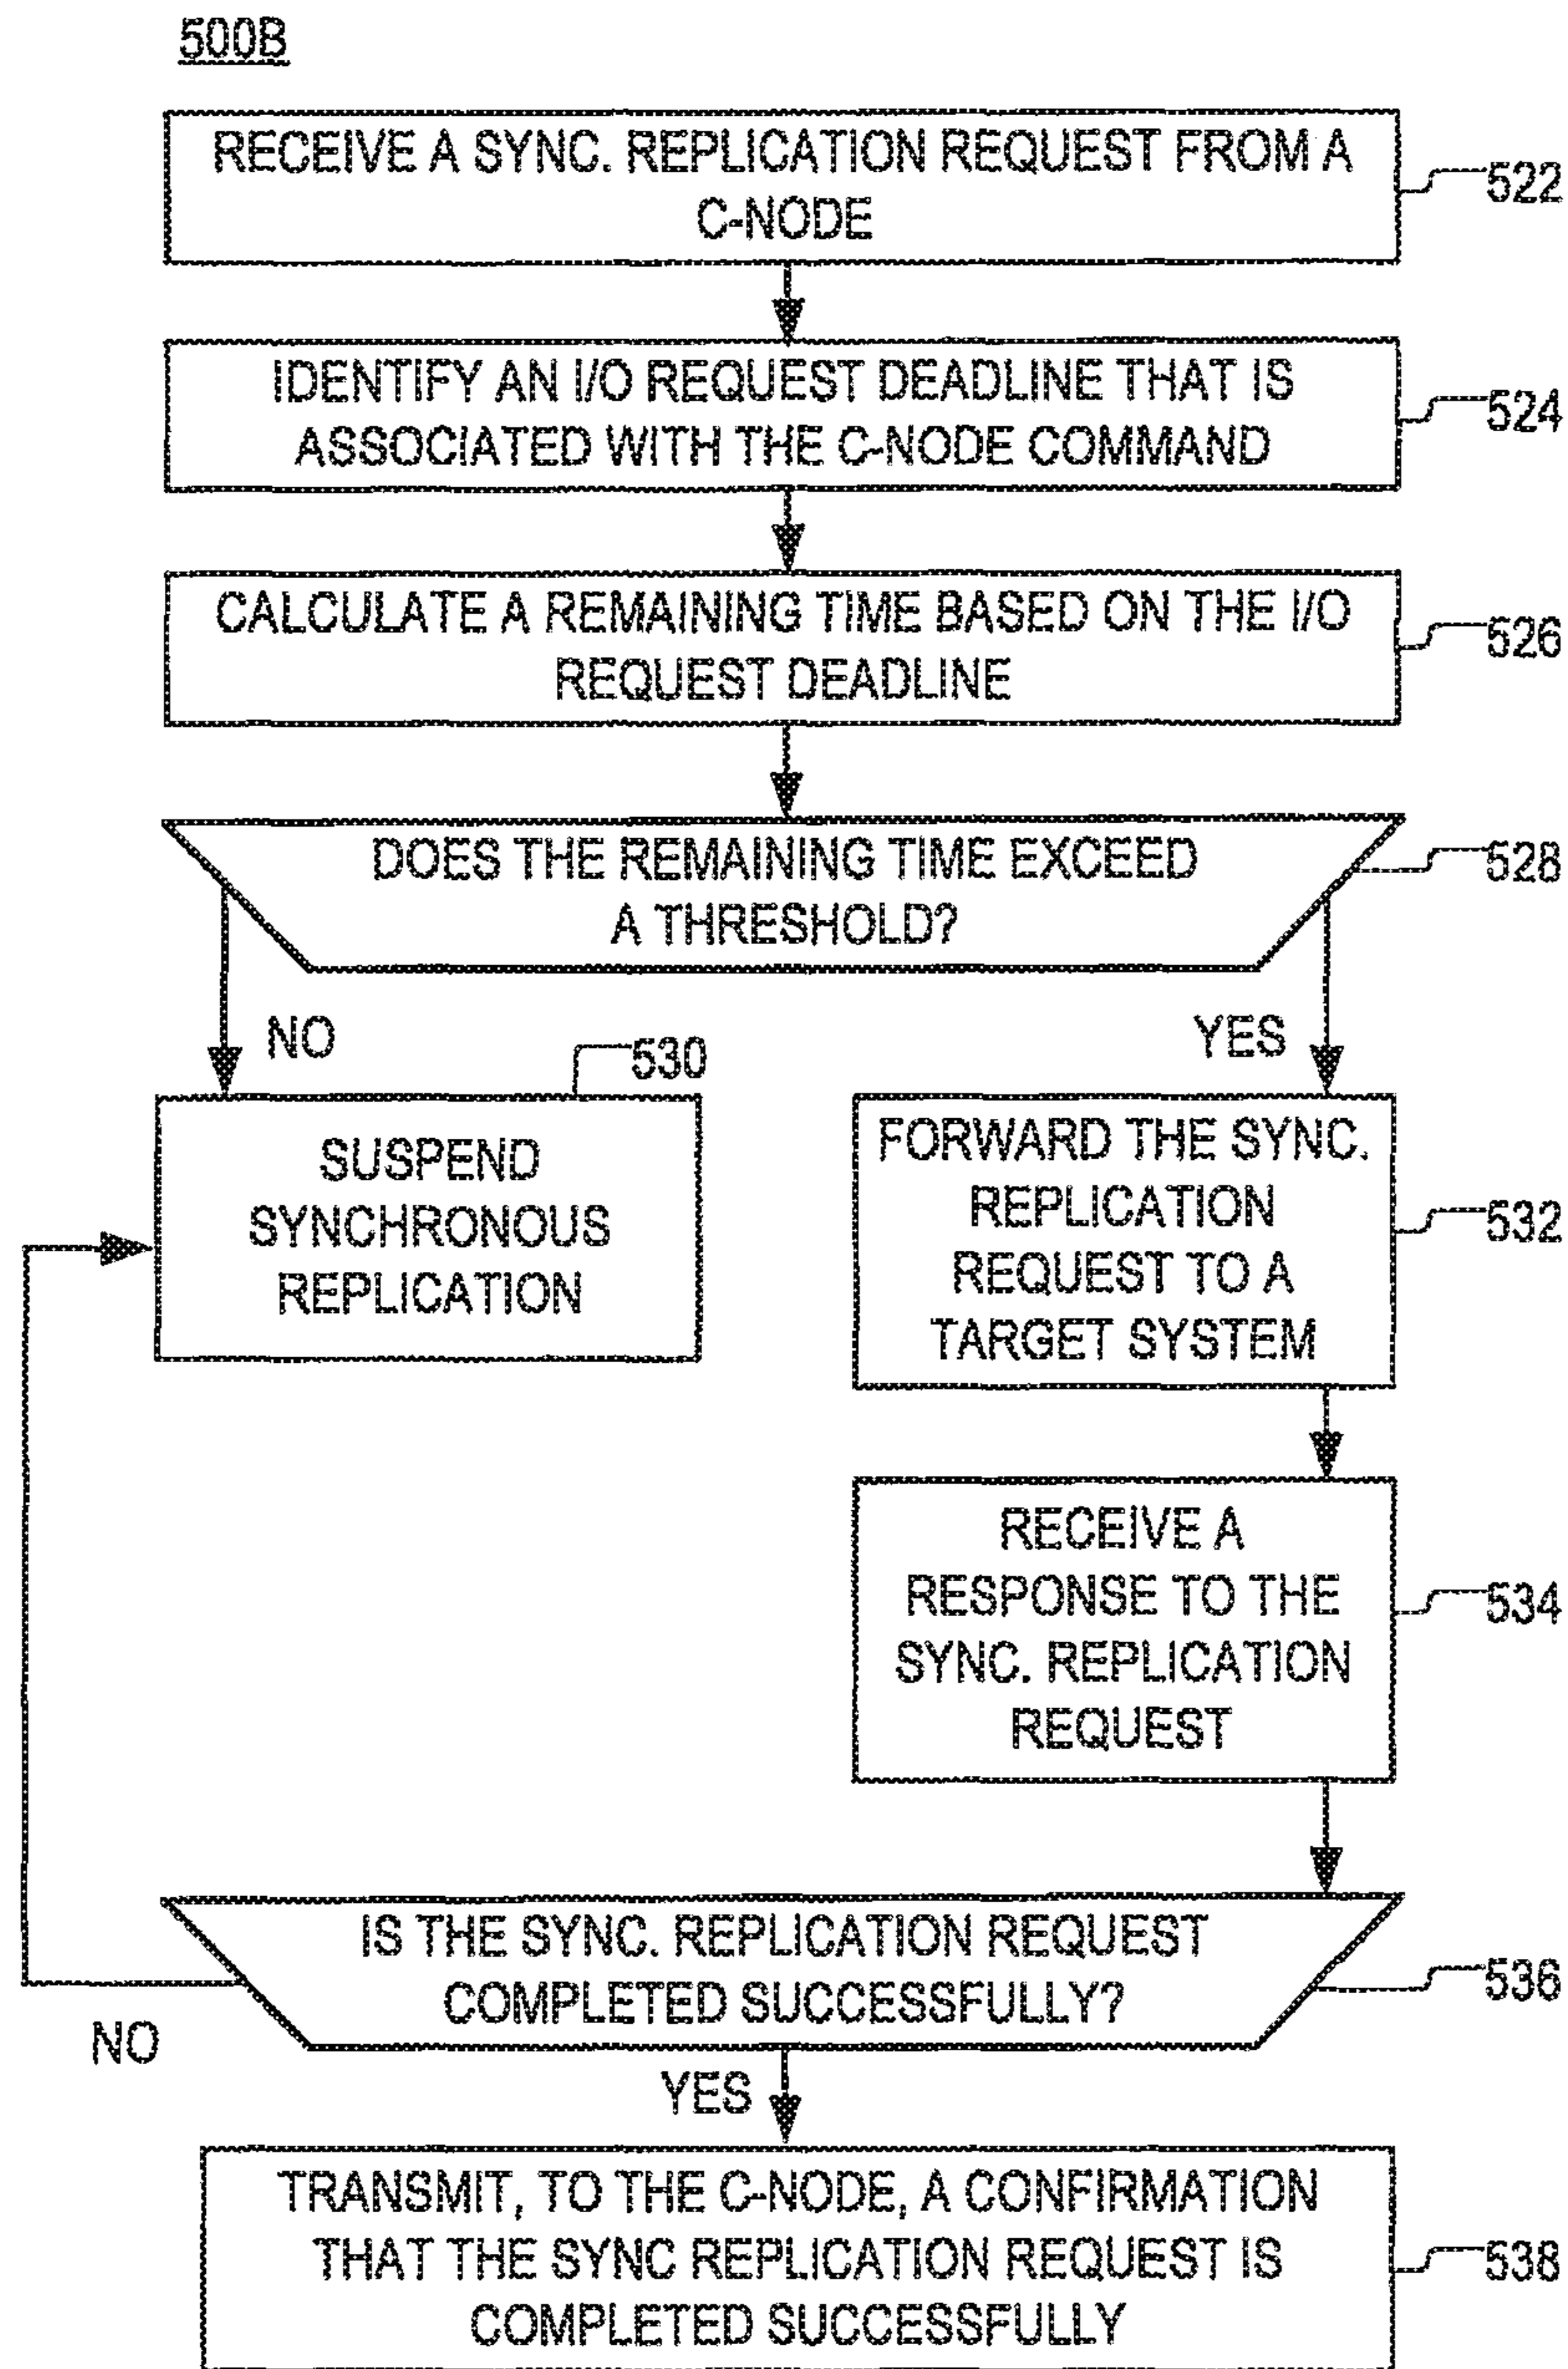 500B
RECEIVE A SYNC. REPLICATION REQUEST FROM A
C-NODE
522
IDENTIFY AN I/O REQUEST DEADLINE THAT IS
ASSOCIATED WITH THE C-NODE COMMAND
524
CALCULATE A REMAINING TIME BASED ON THE I/O
REQUEST DEADLINE
526
DOES THE REMAINING TIME EXCEED
A THRESHOLD?
528
NO
YES
530
SUSPEND
SYNCHRONOUS
REPLICATION
FORWARD THE SYNC.
REPLICATION
REQUEST TO A
TARGET SYSTEM
532
RECEIVE A
RESPONSE TO THE
SYNC. REPLICATION
REQUEST
534
IS THE SYNC. REPLICATION REQUEST
COMPLETED SUCCESSFULLY?
536
NO
YES
TRANSMIT, TO THE C-NODE, A CONFIRMATION
THAT THE SYNC REPLICATION REQUEST IS
COMPLETED SUCCESSFULLY
538